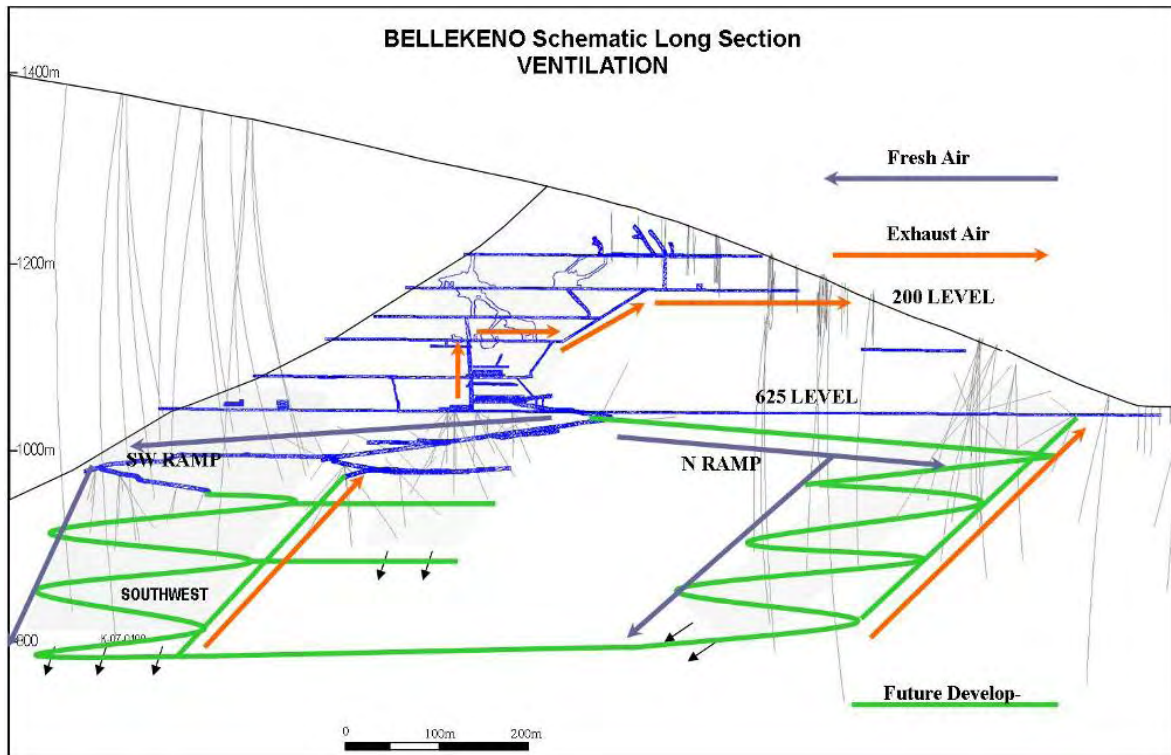 BELLEKENO Schematic Long Section
VENTILATION
1400m
Fresh Air
Exhaust Air
1200m
200 LEVEL
625 LEVEL
1000m
SW RAMP
N RAMP
SOUTHWEST
800
Future Develop-
0 100m 200m